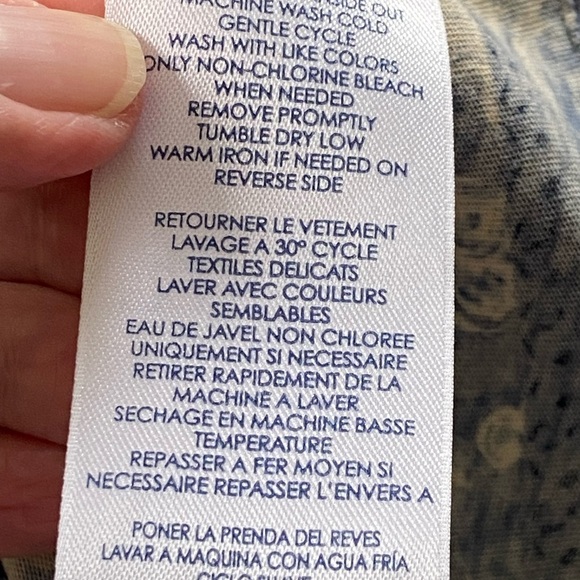 SIDE OUT
MACHINE WASH COLD
GENTLE CYCLE
WASH WITH LIKE COLORS
ONLY NON-CHLORINE BLEACH
WHEN NEEDED
REMOVE PROMPTLY
TUMBLE DRY LOW
WARM IRON IF NEEDED ON
REVERSE SIDE
RETOURNER LE VETEMENT
LAVAGE A 30° CYCLE
TEXTILES DELICATS
LAVER AVEC COULEURS
SEMBLABLES
EAU DE JAVEL NON CHLOREE
UNIQUEMENT SI NECESSAIRE
RETIRER RAPIDEMENT DE LA
MACHINE A LAVER
SECHAGE EN MACHINE BASSE
TEMPERATURE
REPASSER A FER MOYEN SI
NECESSAIRE REPASSER L'ENVERS A
PONER LA PRENDA DEL REVES
LAVAR A MAQUINA CON AGUA FRÍA